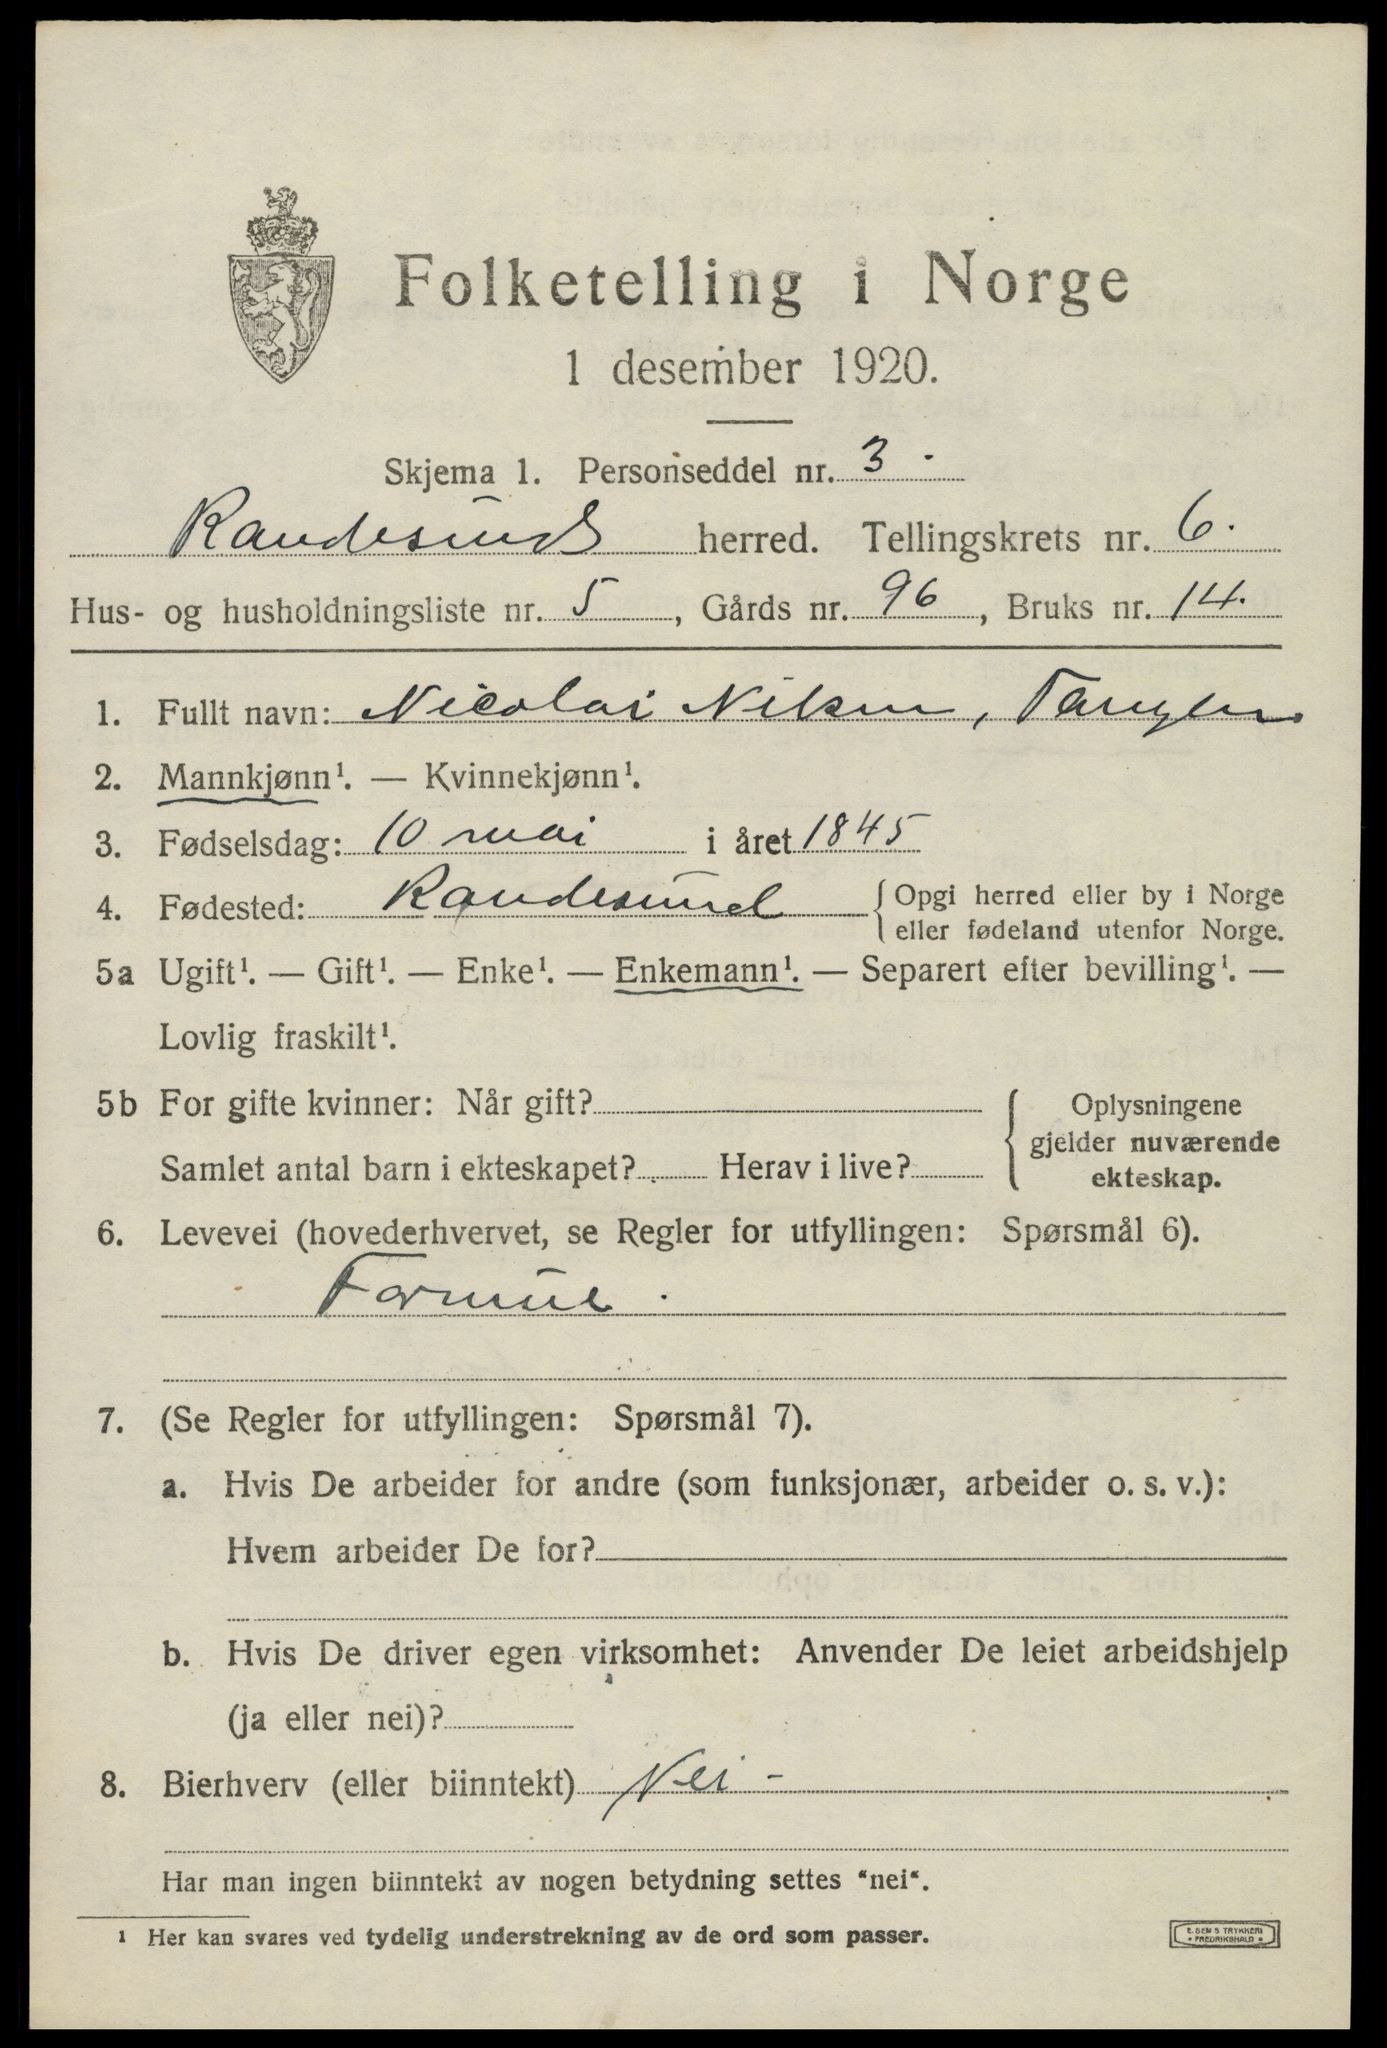 Folketelling i Norge
1 desember 1920.
Skjema 1. Personseddel nr. 3.
Randesund herred. Tellingskrets nr. 6.
Hus- og husholdningsliste nr. 5, Gårds nr. 96, Bruks nr. 14.
1. Fullt navn: Nicolai Nilsen, Tangen
2. Mannkjønn¹. — Kvinnekjønn¹.
3. Fødselsdag: 10 mai i året 1845
4. Fødested: Randesund { Opgi herred eller by i Norge
eller fødeland utenfor Norge.
5a Ugift¹. — Gift¹. — Enke¹. — Enkemann¹. — Separert efter bevilling¹. —
Lovlig fraskilt¹.
5b For gifte kvinner: Når gift? { Oplysningene
gjelder nuværende
Samlet antal barn i ekteskapet? Herav i live? ekteskap.
6. Levevei (hovederhvervet, se Regler for utfyllingen: Spørsmål 6).
Formue.
7. (Se Regler for utfyllingen: Spørsmål 7).
a. Hvis De arbeider for andre (som funksjonær, arbeider o. s. v.):
Hvem arbeider De for?
b. Hvis De driver egen virksomhet: Anvender De leiet arbeidshjelp
(ja eller nei)?
8. Bierhverv (eller biinntekt) Nei -
Har man ingen biinntekt av nogen betydning settes "nei".
¹ Her kan svares ved tydelig understrekning av de ord som passer.
E. SEM'S TRYKKERI
FREDRIKSHALD